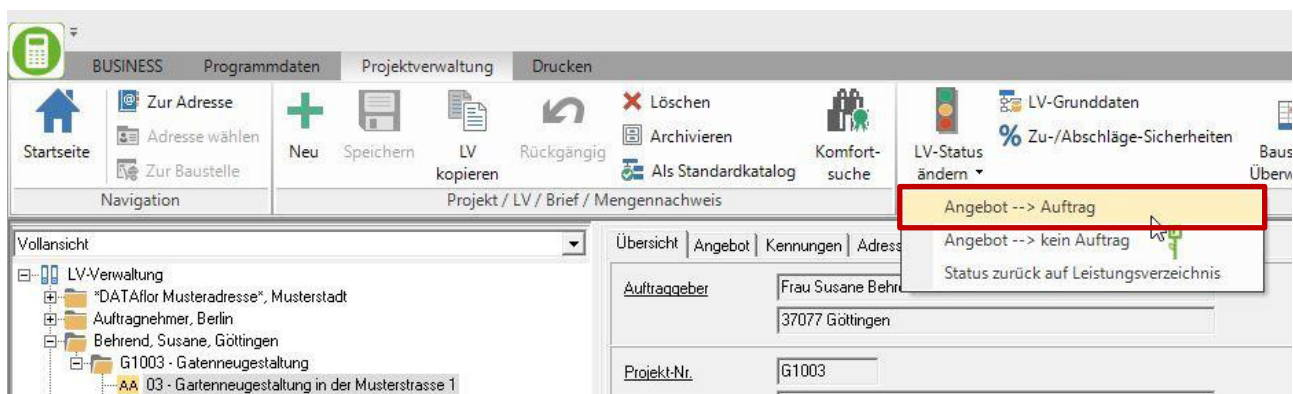 BUSINESS Programmdaten Projektverwaltung Drucken
Startseite
Zur Adresse
Adresse wählen
Zur Baustelle
Navigation
Neu
Speichern
LV
kopieren
Rückgängig
Löschen
Archivieren
Als Standardkatalog
Komfort-
suche
Projekt / LV / Brief / Mengennachweis
LV-Status
ändern
LV-Grunddaten
Zu-/Abschläge-Sicherheiten
Angebot --> Auftrag
Angebot --> kein Auftrag
Status zurück auf Leistungsverzeichnis
Vollansicht
LV-Verwaltung
*DATAflor Musteradresse*, Musterstadt
Auftragnehmer, Berlin
Behrend, Susane, Göttingen
G1003 - Gatenneugestaltung
AA 03 - Gartenneugestaltung in der Musterstrasse 1
Übersicht Angebot Kennungen Adress
Auftraggeber Frau Susane Behre
37077 Göttingen
Projekt-Nr. G1003